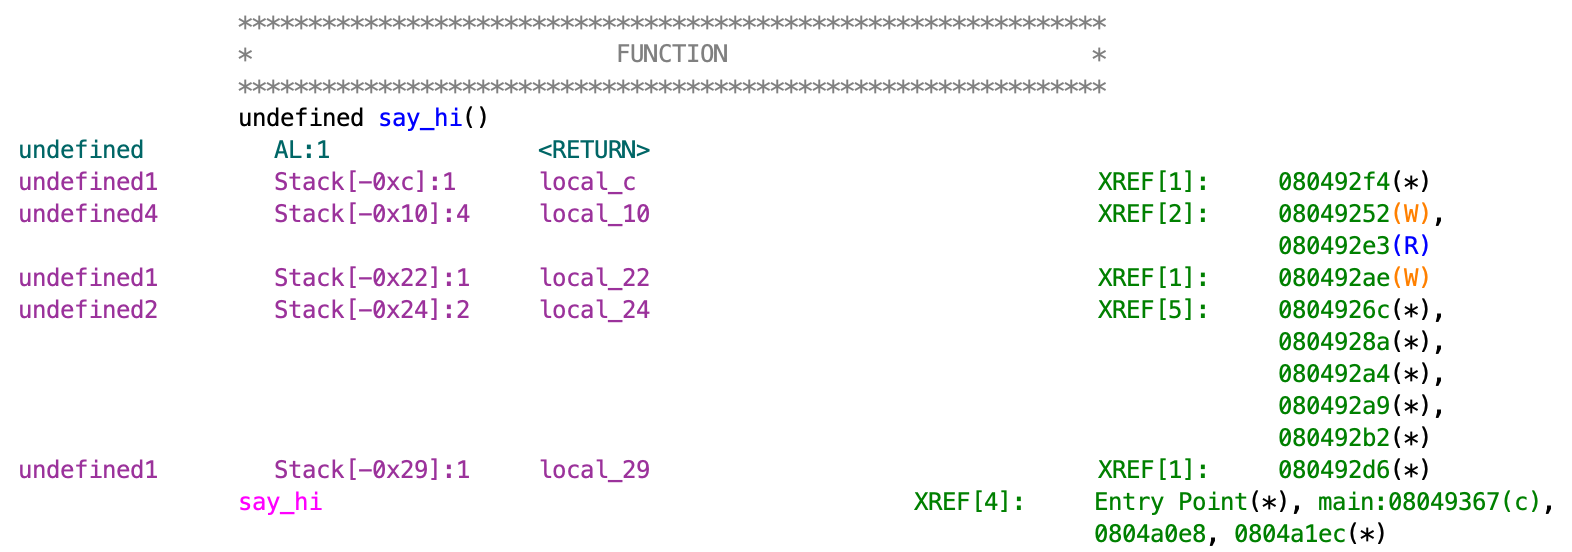 **************************************************************
*                          FUNCTION                          *
**************************************************************
undefined say_hi()
undefined AL:1 <RETURN>
undefined1 Stack[-0xc]:1 local_c XREF[1]: 080492f4(*)
undefined4 Stack[-0x10]:4 local_10 XREF[2]: 08049252(W),
080492e3(R)
undefined1 Stack[-0x22]:1 local_22 XREF[1]: 080492ae(W)
undefined2 Stack[-0x24]:2 local_24 XREF[5]: 0804926c(*),
0804928a(*),
080492a4(*),
080492a9(*),
080492b2(*)
undefined1 Stack[-0x29]:1 local_29 XREF[1]: 080492d6(*)
say_hi XREF[4]: Entry Point(*), main:08049367(c),
0804a0e8, 0804a1ec(*)